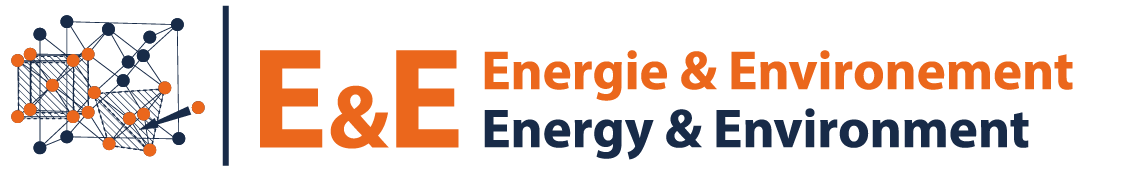 E&E
Energie & Environement
Energy & Environment